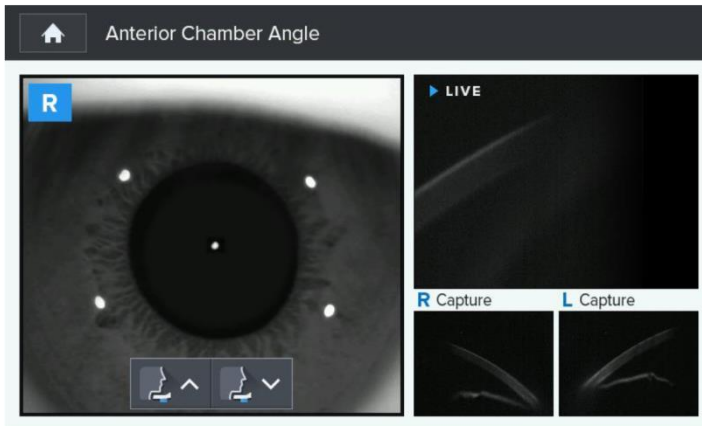 Anterior Chamber Angle
R
LIVE
R Capture
L Capture